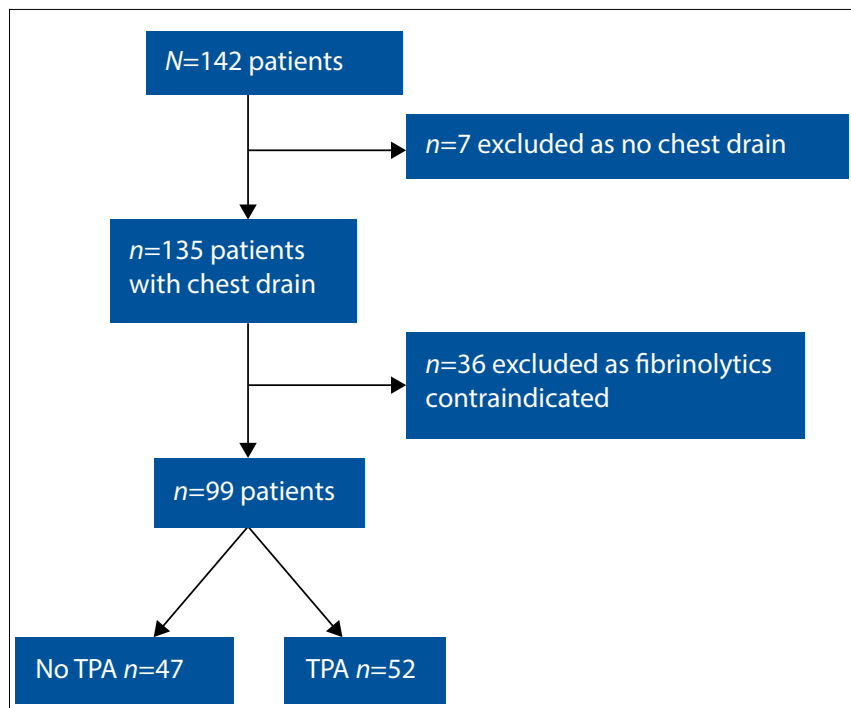 N=142 patients
n=7 excluded as no chest drain
n=135 patients
with chest drain
n=36 excluded as fibrinolytics
contraindicated
n=99 patients
No TPA n=47
TPA n=52